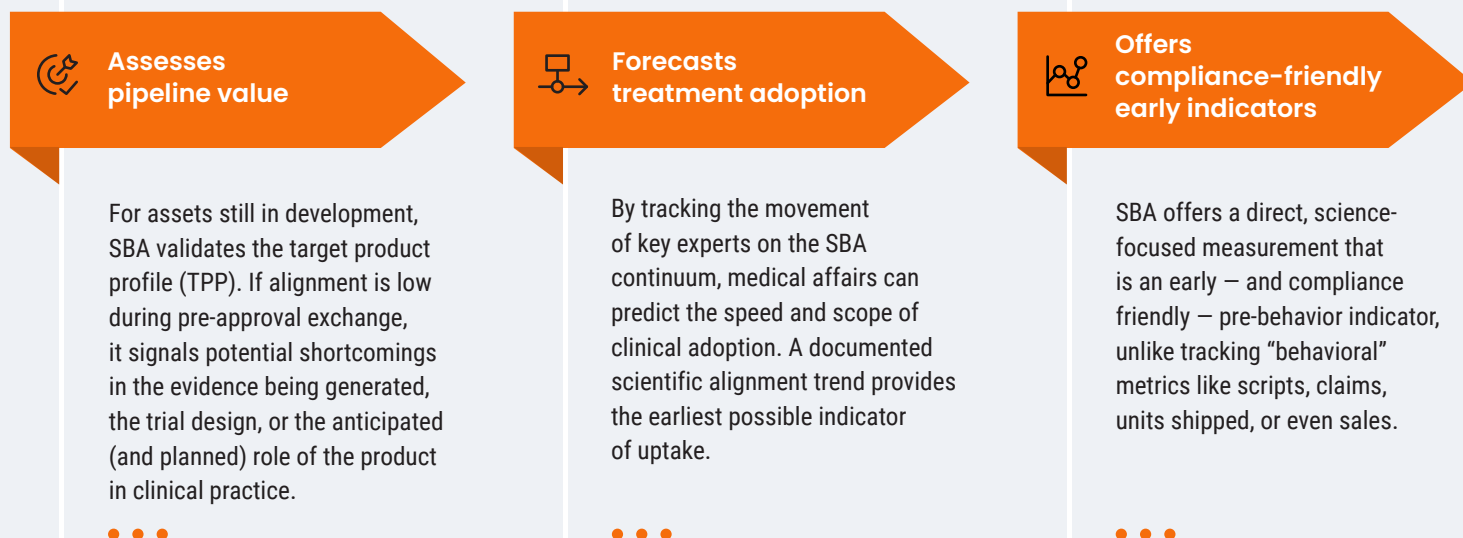 Assesses
pipeline value
For assets still in development,
SBA validates the target product
profile (TPP). If alignment is low
during pre-approval exchange,
it signals potential shortcomings
in the evidence being generated,
the trial design, or the anticipated
(and planned) role of the product
in clinical practice.
Forecasts
treatment adoption
By tracking the movement
of key experts on the SBA
continuum, medical affairs can
predict the speed and scope of
clinical adoption. A documented
scientific alignment trend provides
the earliest possible indicator
of uptake.
Offers
compliance-friendly
early indicators
SBA offers a direct, science-
focused measurement that
is an early — and compliance
friendly — pre-behavior indicator,
unlike tracking “behavioral”
metrics like scripts, claims,
units shipped, or even sales.